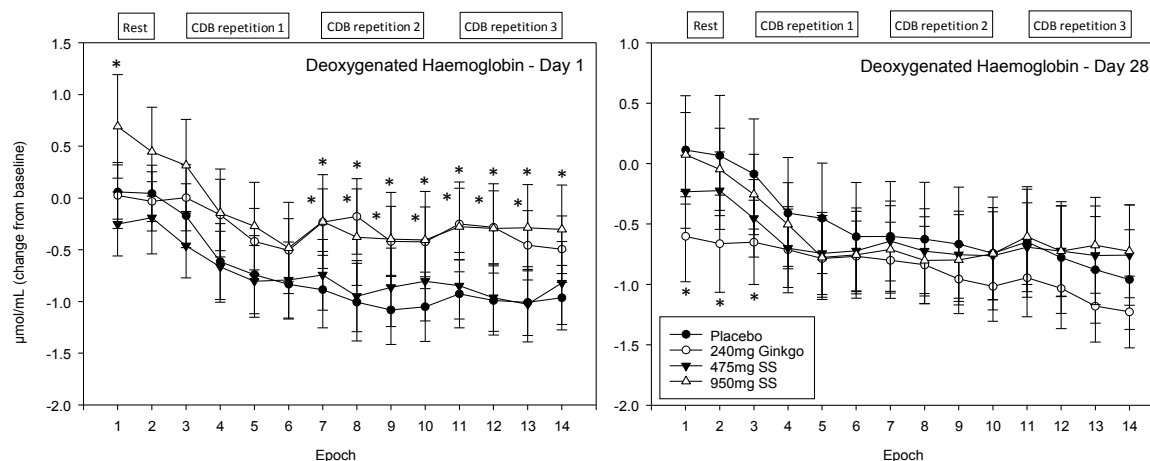 Rest CDB repetition 1 CDB repetition 2 CDB repetition 3
Deoxygenated Haemoglobin - Day 1
µmol/mL (change from baseline)
1.5
1.0
0.5
0.0
-0.5
-1.0
-1.5
-2.0
*
* * * * * * * *
* * * * * * *
1 2 3 4 5 6 7 8 9 10 11 12 13 14
Epoch
Rest CDB repetition 1 CDB repetition 2 CDB repetition 3
Deoxygenated Haemoglobin - Day 28
1.0
0.5
0.0
-0.5
-1.0
-1.5
-2.0
* * *
Placebo
240mg Ginkgo
475mg SS
950mg SS
1 2 3 4 5 6 7 8 9 10 11 12 13 14
Epoch